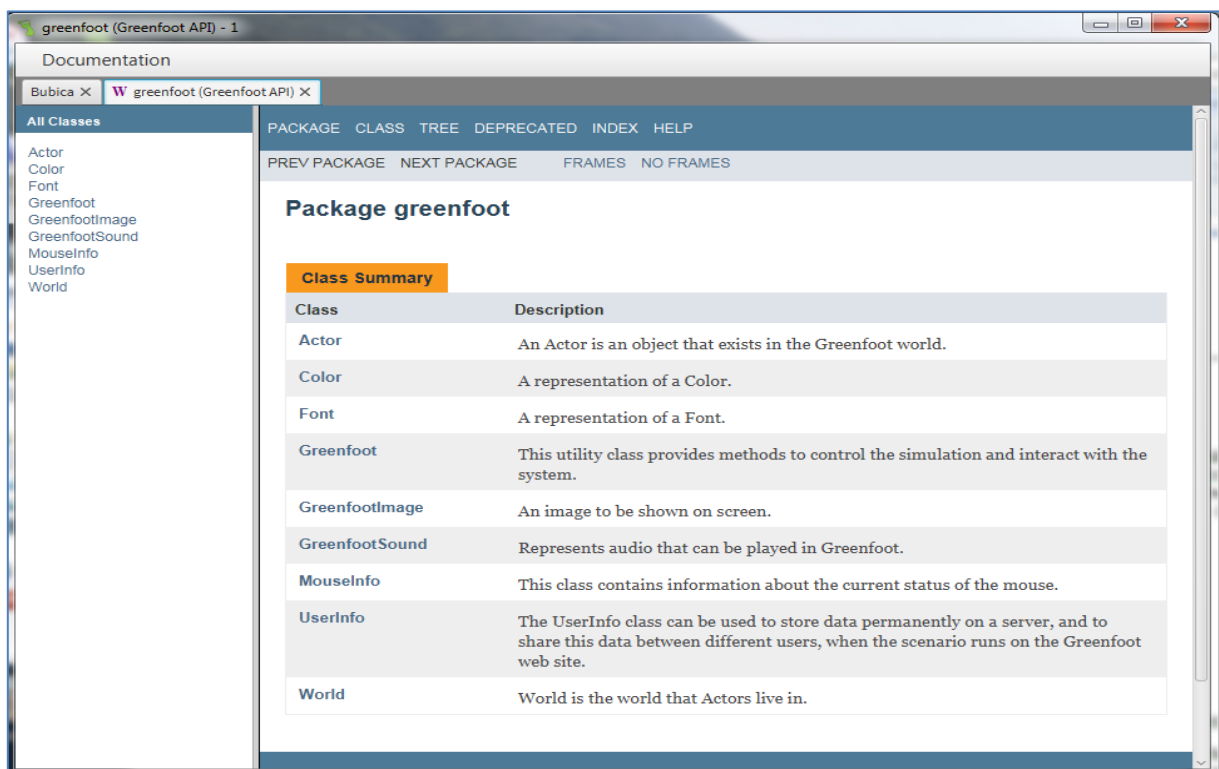 greenfoot (Greenfoot API) - 1
Documentation
Bubica ✕
W greenfoot (Greenfoot API) ✕
All Classes
Actor
Color
Font
Greenfoot
GreenfootImage
GreenfootSound
MouseInfo
UserInfo
World
PACKAGE CLASS TREE DEPRECATED INDEX HELP
PREV PACKAGE NEXT PACKAGE FRAMES NO FRAMES
Package greenfoot
Class Summary
Class Description
Actor An Actor is an object that exists in the Greenfoot world.
Color A representation of a Color.
Font A representation of a Font.
Greenfoot This utility class provides methods to control the simulation and interact with the
system.
GreenfootImage An image to be shown on screen.
GreenfootSound Represents audio that can be played in Greenfoot.
MouseInfo This class contains information about the current status of the mouse.
UserInfo The UserInfo class can be used to store data permanently on a server, and to
share this data between different users, when the scenario runs on the Greenfoot
web site.
World World is the world that Actors live in.